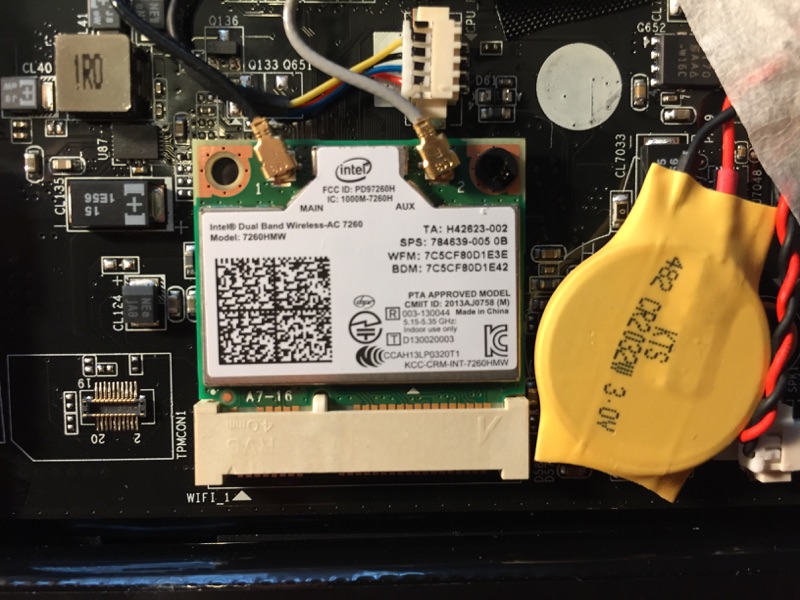 Q136
CPU
CL40
1R0
Q133 Q651
Q652
D61
U87
CL7033
CL135
15
1E56
1
2
intel
FCC ID: PD97260H
IC: 1000M-7260H
MAIN
AUX
Intel® Dual Band Wireless-AC 7260
Model: 7260HMW
TA: H42623-002
SPS: 784639-005 0B
WFM: 7C5CF80D1E3E
BDM: 7C5CF80D1E42
PTA APPROVED MODEL
CMIIT ID: 2013AJ0758 (M)
R 003-130044 Made in China
5.15-5.35 GHz:
Indoor use only
T D130020003
CCAH13LP0320T1
KCC-CRM-INT-7260HMW
CL124
A7-16
19
20
2
TPMCON1
WIFI_1
KTS
482 CR2032W 3.0V